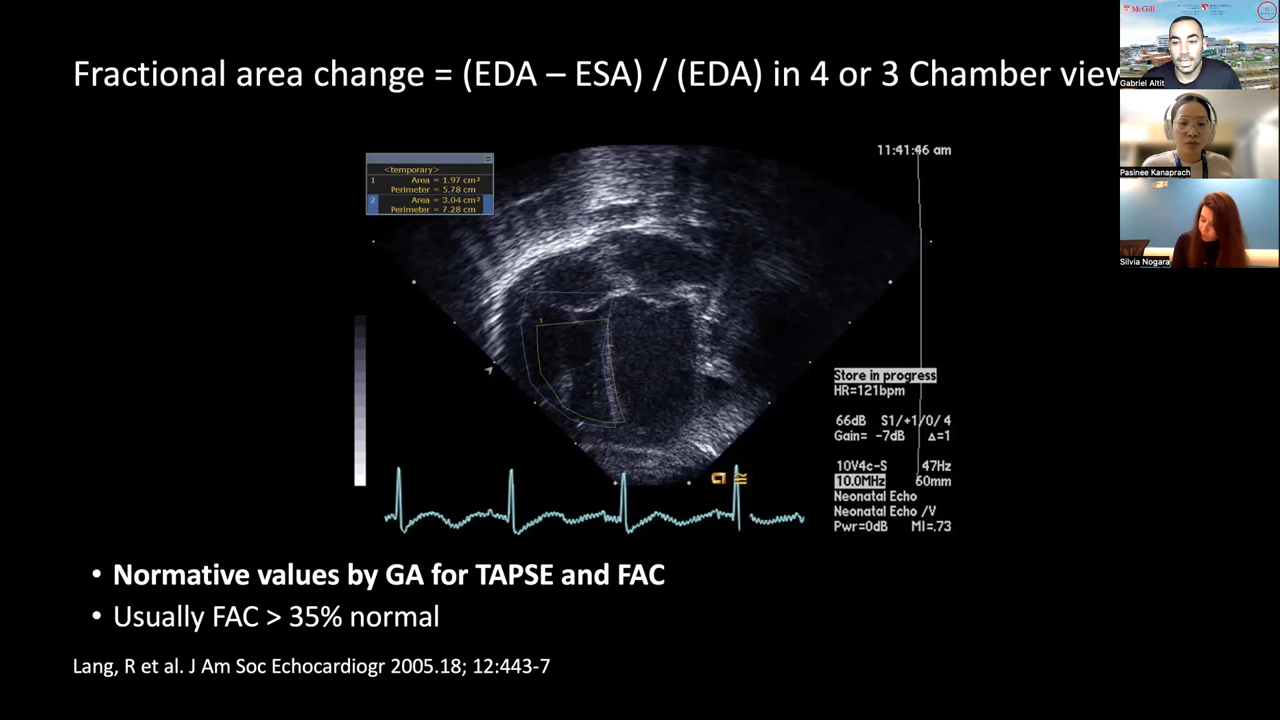 Fractional area change = (EDA – ESA) / (EDA) in 4 or 3 Chamber view
McGill
Gabriel Altit
Pasinee Kanaprach
Silvia Nogara
<temporary>
1 Area = 1.97 cm²
Perimeter = 5.78 cm
2 Area = 3.04 cm²
Perimeter = 7.28 cm
11:41:46 am
1
Store in progress
HR=121bpm
66dB S1/+1/0/4
Gain= -7dB Δ=1
10V4c-S 47Hz
10.0MHz 60mm
Neonatal Echo
Neonatal Echo /V
Pwr=0dB MI=.73
• Normative values by GA for TAPSE and FAC
• Usually FAC > 35% normal
Lang, R et al. J Am Soc Echocardiogr 2005.18; 12:443-7